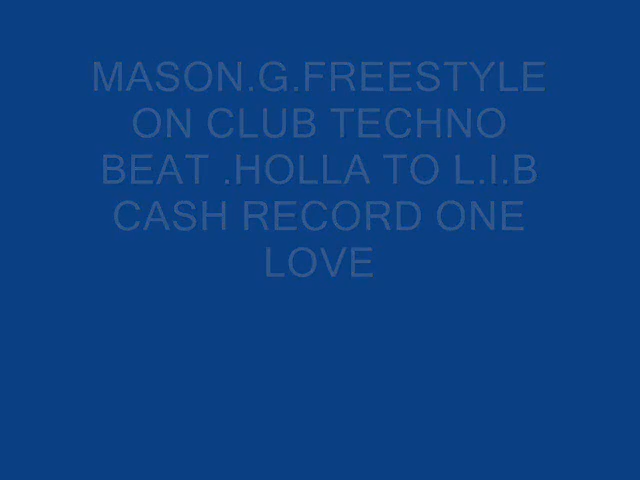 MASON.G.FREESTYLE
ON CLUB TECHNO
BEAT .HOLLA TO L.I.B
CASH RECORD ONE
LOVE